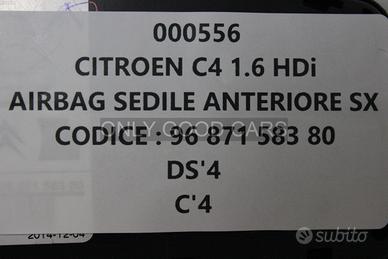 000556
CITROEN C4 1.6 HDi
AIRBAG SEDILE ANTERIORE SX
CODICE : 96 871 583 80
ONLY GOOD CARS
DS'4
C'4
subito
2014-12-04